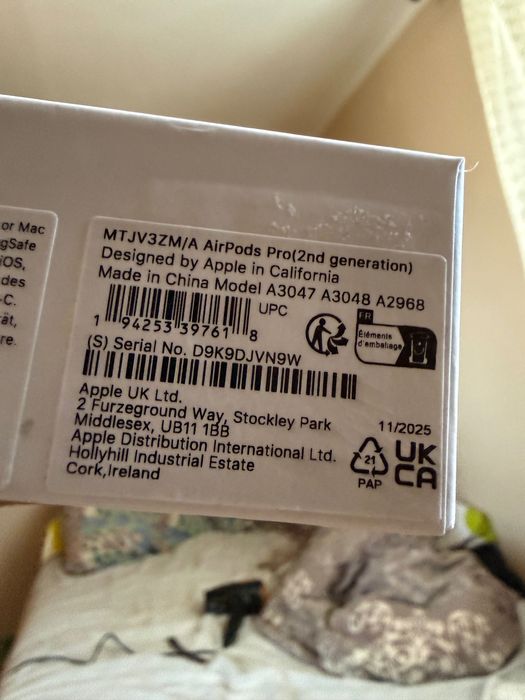 or Mac
gSafe
iOS,
des
-C.
tät,
re.
MTJV3ZM/A AirPods Pro(2nd generation)
Designed by Apple in California
Made in China Model A3047 A3048 A2968
UPC
1 94253 39761 8
FR
Éléments
d'emballage
(S) Serial No. D9K9DJVN9W
Apple UK Ltd.
2 Furzeground Way, Stockley Park
Middlesex, UB11 1BB
Apple Distribution International Ltd.
Hollyhill Industrial Estate
Cork,Ireland
11/2025
21
PAP
UK
CA